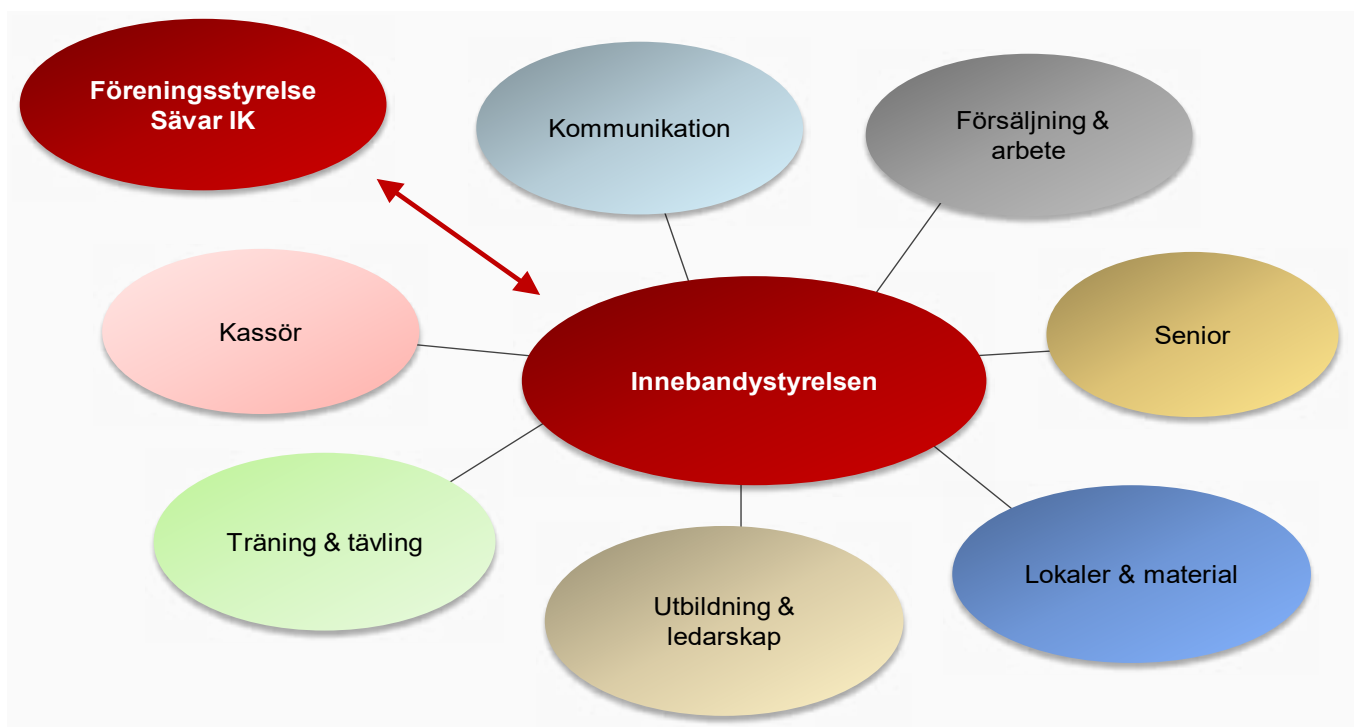 Föreningsstyrelse
Sävar IK
Kommunikation
Försäljning &
arbete
Kassör
Innebandystyrelsen
Senior
Träning & tävling
Utbildning &
ledarskap
Lokaler & material